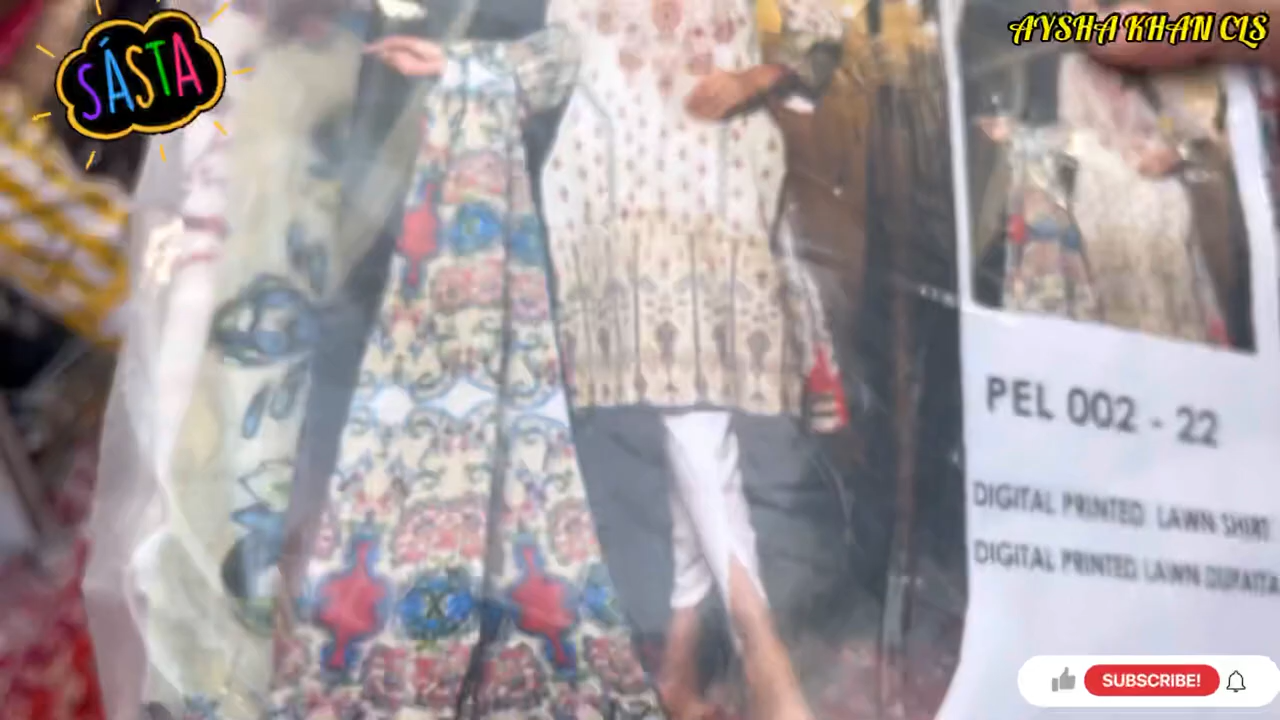 SÁSTA
AYSHA KHAN CLS
PEL 002 - 22
DIGITAL PRINTED LAWN SHIRT
DIGITAL PRINTED LAWN DUPATTA
SUBSCRIBE!